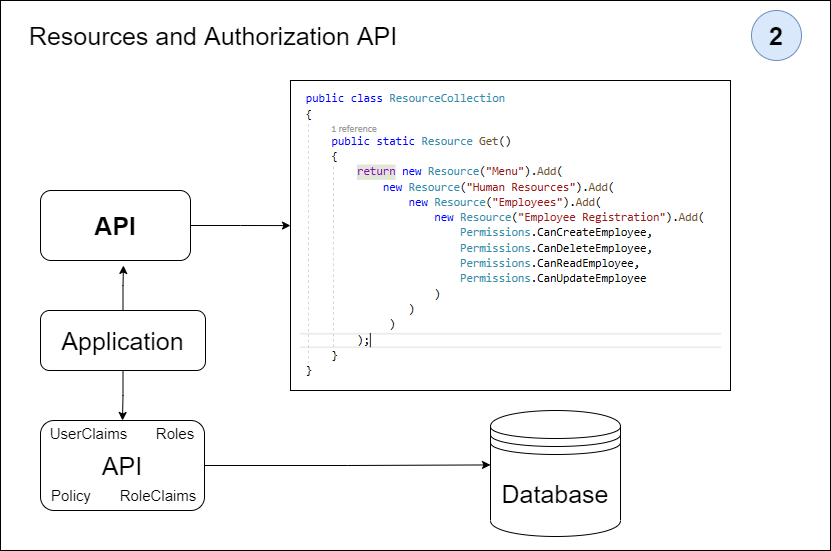 Resources and Authorization API
2
public class ResourceCollection
{
1 reference
public static Resource Get()
{
return new Resource("Menu").Add(
new Resource("Human Resources").Add(
new Resource("Employees").Add(
new Resource("Employee Registration").Add(
Permissions.CanCreateEmployee,
Permissions.CanDeleteEmployee,
Permissions.CanReadEmployee,
Permissions.CanUpdateEmployee
)
)
)
);
}
}
API
Application
UserClaims Roles
API
Policy RoleClaims
Database